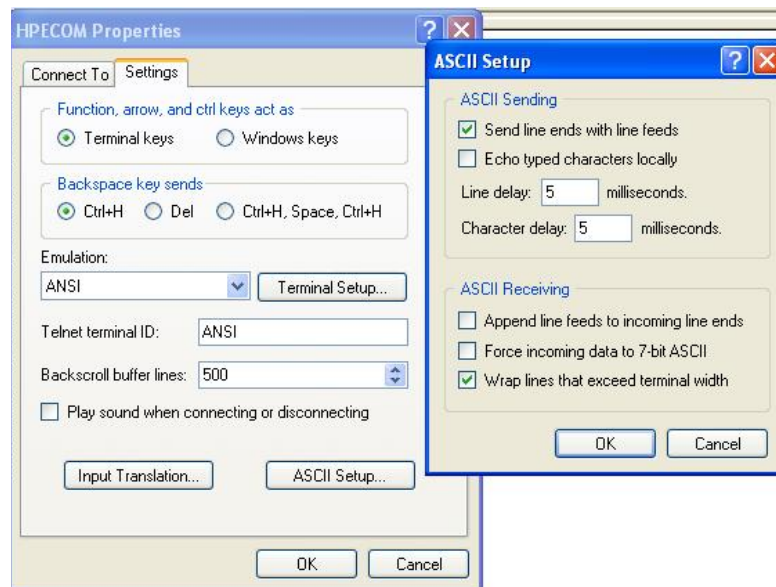 HPECOM Properties
Connect To
Settings
Function, arrow, and ctrl keys act as
Terminal keys
Windows keys
Backspace key sends
Ctrl+H
Del
Ctrl+H, Space, Ctrl+H
Emulation:
ANSI
Terminal Setup...
Telnet terminal ID:
ANSI
Backscroll buffer lines:
500
Play sound when connecting or disconnecting
Input Translation...
ASCII Setup...
OK
Cancel
ASCII Setup
ASCII Sending
Send line ends with line feeds
Echo typed characters locally
Line delay: 5 milliseconds.
Character delay: 5 milliseconds.
ASCII Receiving
Append line feeds to incoming line ends
Force incoming data to 7-bit ASCII
Wrap lines that exceed terminal width
OK
Cancel